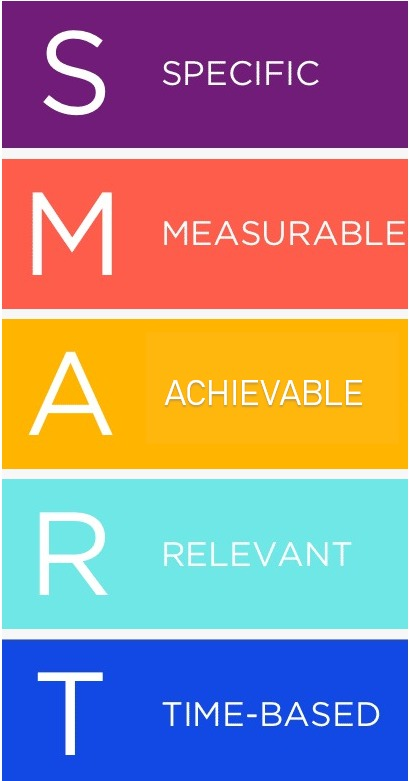 S SPECIFIC
M MEASURABLE
A ACHIEVABLE
R RELEVANT
T TIME-BASED